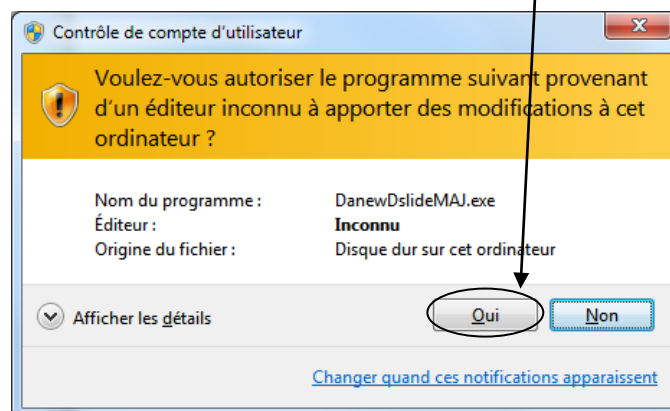 Contrôle de compte d'utilisateur
Voulez-vous autoriser le programme suivant provenant
d'un éditeur inconnu à apporter des modifications à cet
ordinateur ?
Nom du programme : DanewDslideMAJ.exe
Éditeur : Inconnu
Origine du fichier : Disque dur sur cet ordinateur
Afficher les détails Oui Non
Changer quand ces notifications apparaissent